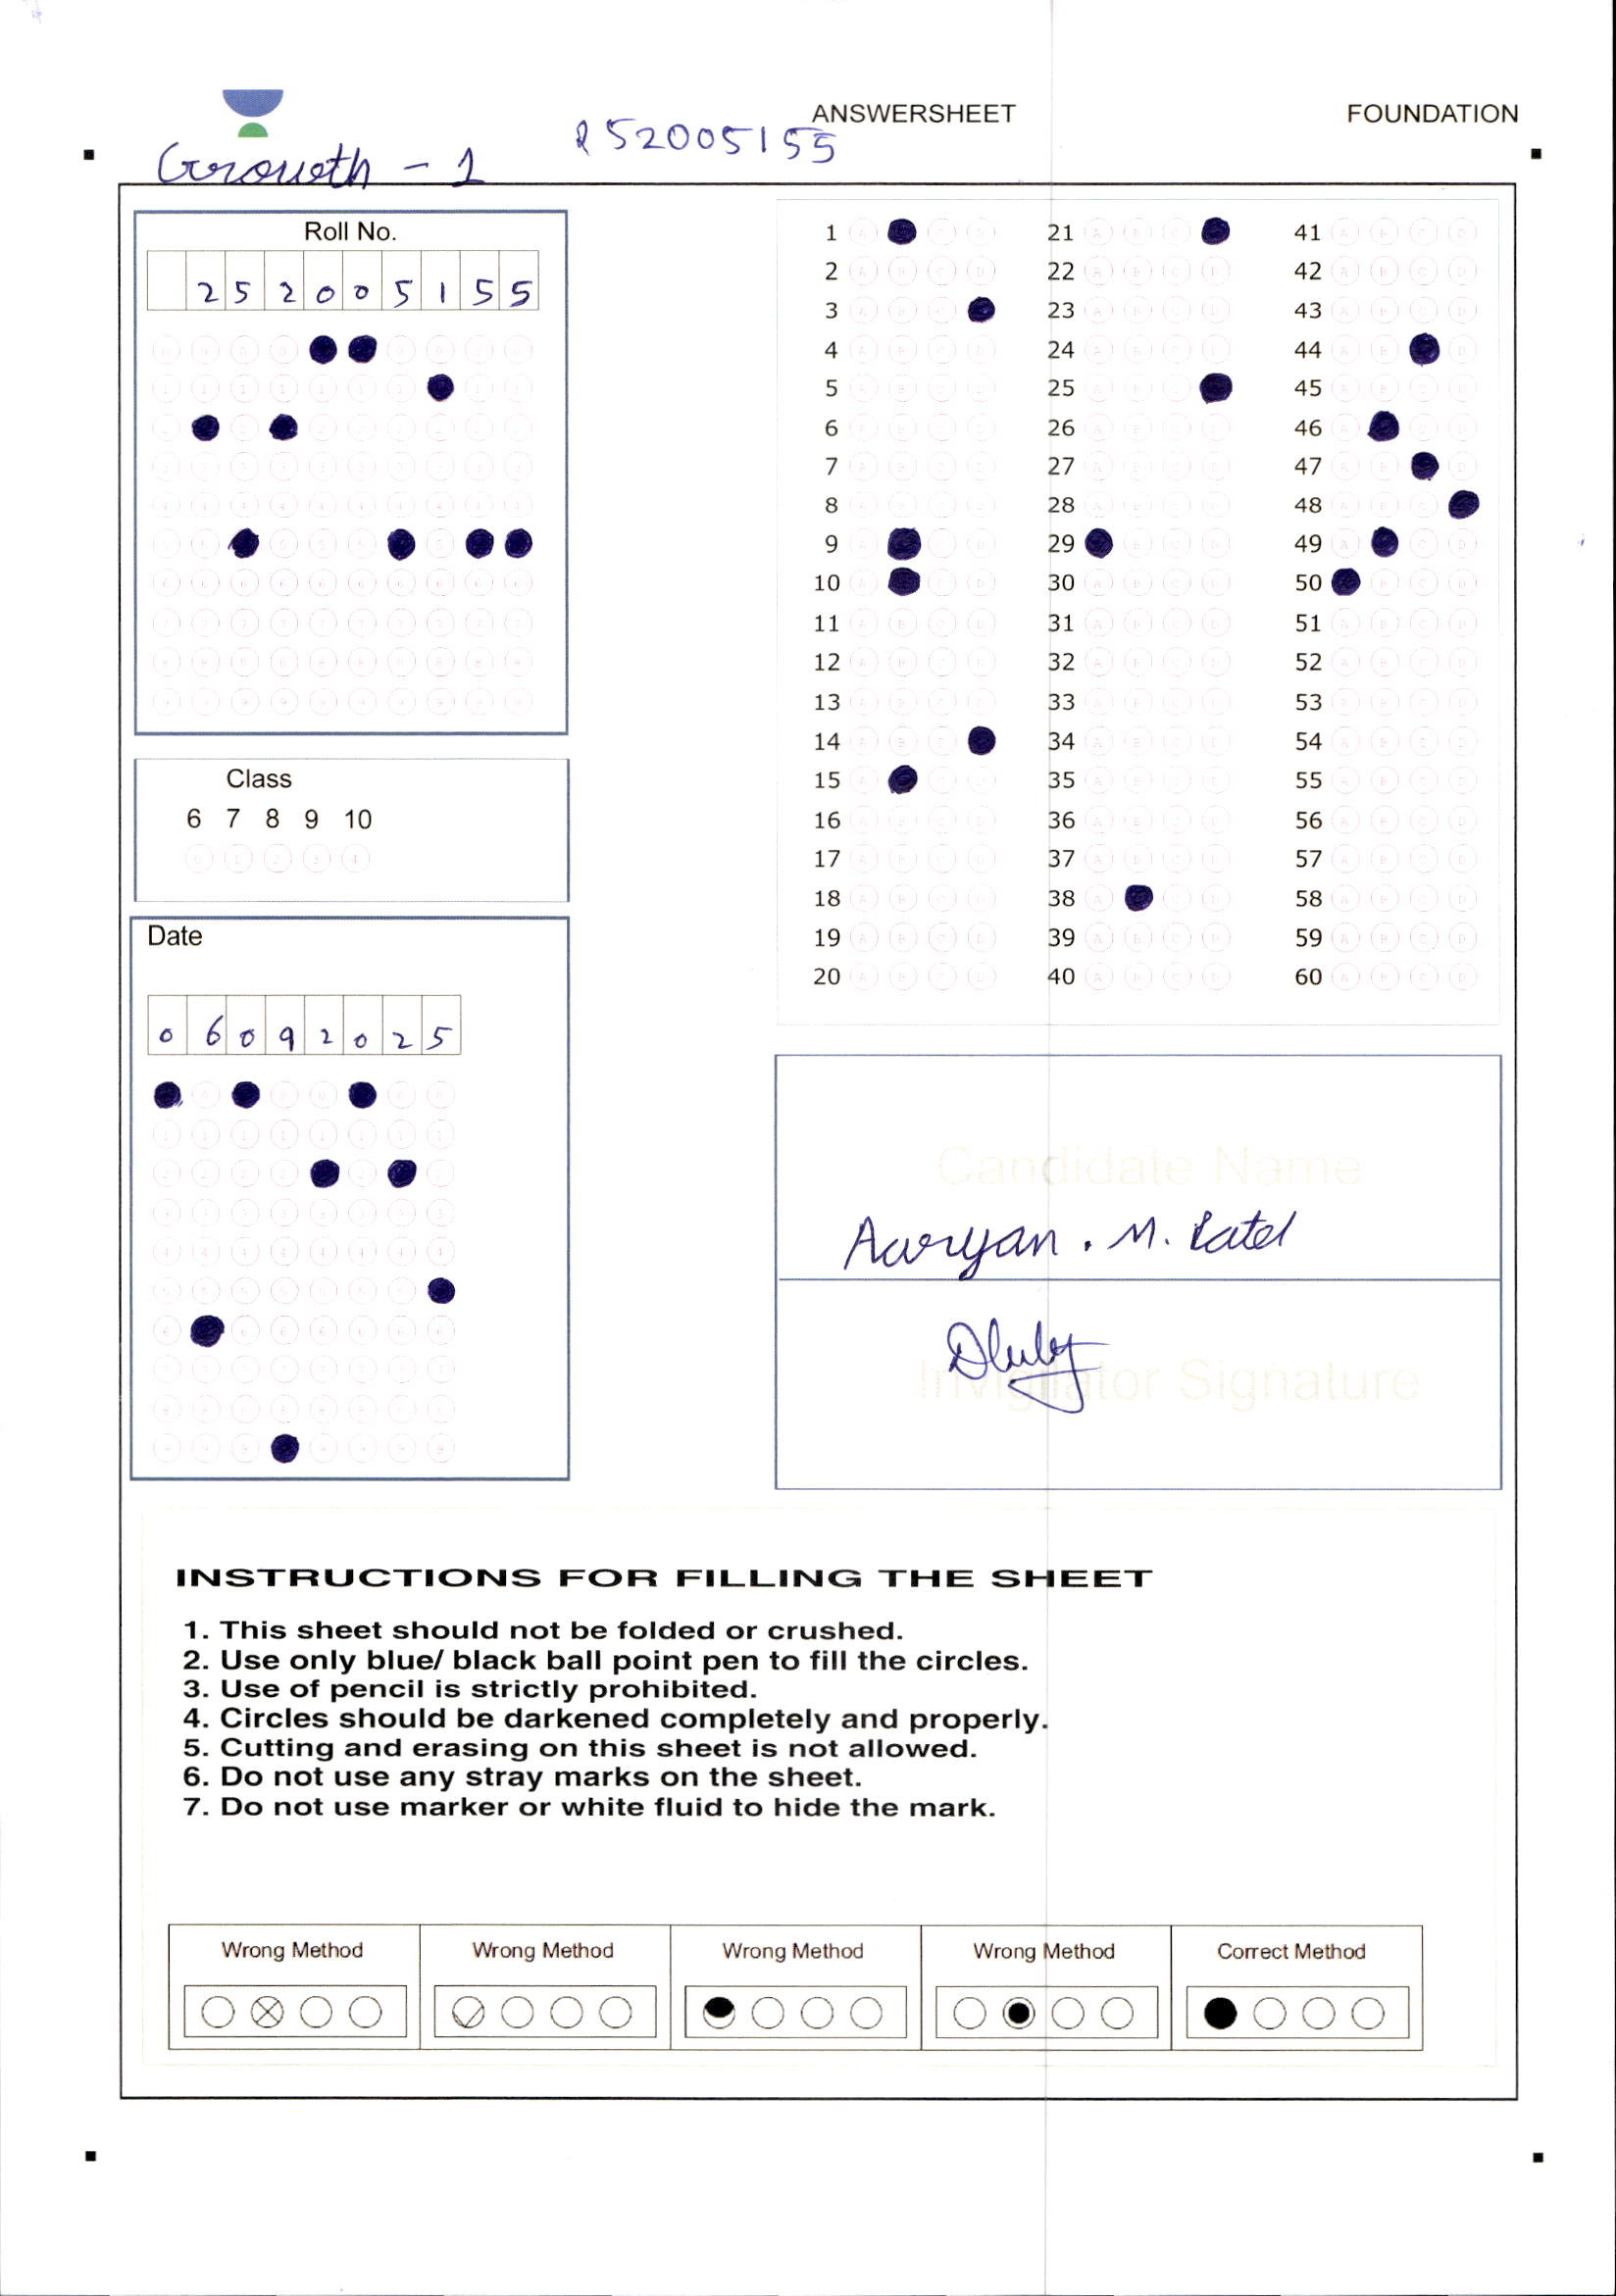 ANSWERSHEET
FOUNDATION
Growth - 1
252005155
Roll No.
2 5 2 0 0 5 1 5 5
Class
6 7 8 9 10
Date
0 6 0 9 2 0 2 5
1 21 41
2 22 42
3 23 43
4 24 44
5 25 45
6 26 46
7 27 47
8 28 48
9 29 49
10 30 50
11 31 51
12 32 52
13 33 53
14 34 54
15 35 55
16 36 56
17 37 57
18 38 58
19 39 59
20 40 60
Candidate Name
Aaryan . M. Patel
Invigilator Signature
INSTRUCTIONS FOR FILLING THE SHEET
1. This sheet should not be folded or crushed.
2. Use only blue/ black ball point pen to fill the circles.
3. Use of pencil is strictly prohibited.
4. Circles should be darkened completely and properly.
5. Cutting and erasing on this sheet is not allowed.
6. Do not use any stray marks on the sheet.
7. Do not use marker or white fluid to hide the mark.
Wrong Method
Wrong Method
Wrong Method
Wrong Method
Correct Method